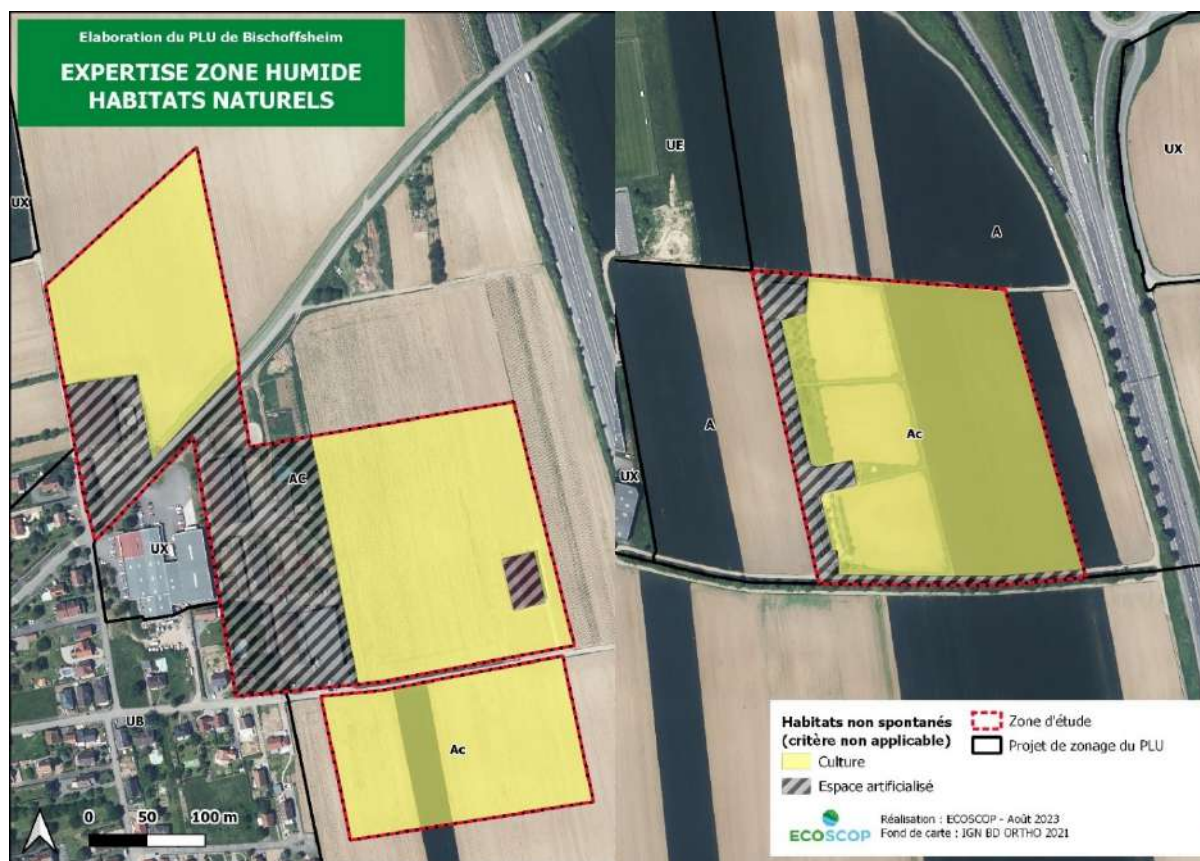 Elaboration du PLU de Bischoffsheim
EXPERTISE ZONE HUMIDE
HABITATS NATURELS
UX
AC
UX
UB
Ac
0 50 100 m
UE
UX
A
A
Ac
UX
Habitats non spontanés
(critère non applicable)
Culture
Espace artificialisé
Zone d'étude
Projet de zonage du PLU
ECOSCOP
Réalisation : ECOSCOP - Août 2023
Fond de carte : IGN BD ORTHO 2021